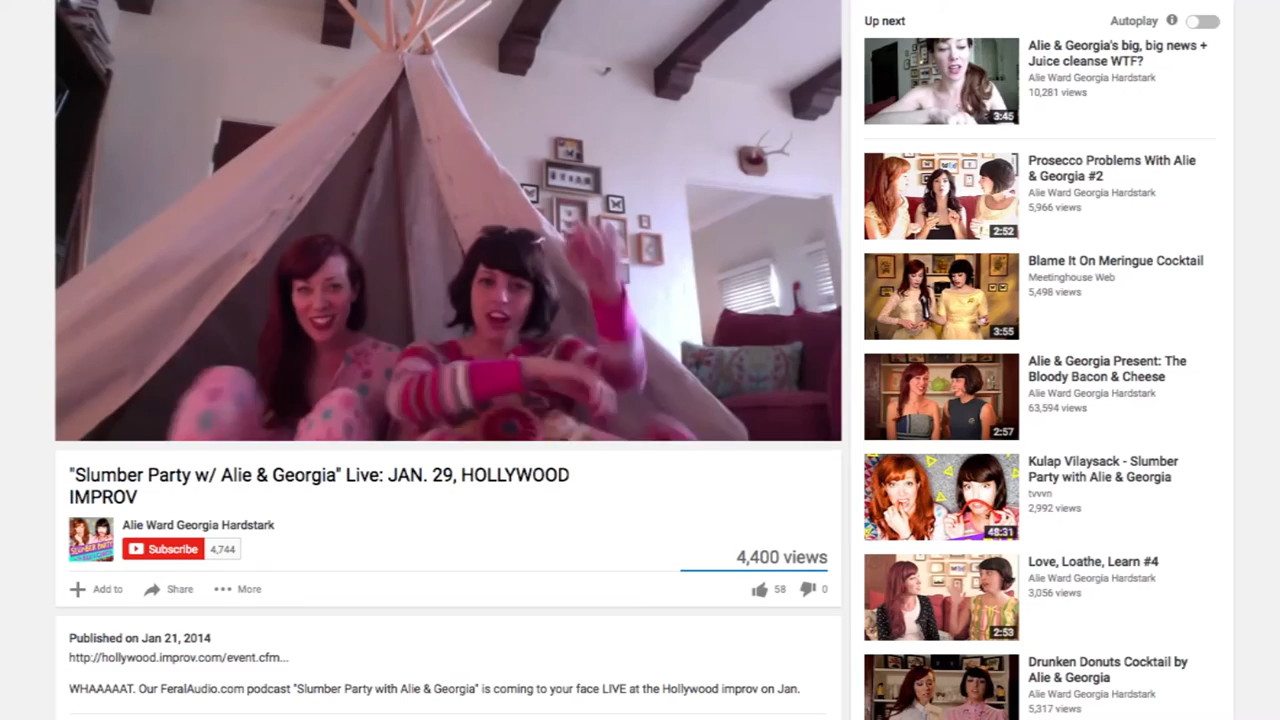 "Slumber Party w/ Alie & Georgia" Live: JAN. 29, HOLLYWOOD
IMPROV
Alie Ward Georgia Hardstark
Subscribe 4,744
4,400 views
Add to Share More 58 0
Published on Jan 21, 2014
http://hollywood.improv.com/event.cfm...
WHAAAAAT. Our FeralAudio.com podcast "Slumber Party with Alie & Georgia" is coming to your face LIVE at the Hollywood improv on Jan.
Up next
Autoplay
Alie & Georgia's big, big news +
Juice cleanse WTF?
Alie Ward Georgia Hardstark
10,281 views
3:45
Prosecco Problems With Alie
& Georgia #2
Alie Ward Georgia Hardstark
5,966 views
2:52
Blame It On Meringue Cocktail
Meetinghouse Web
5,498 views
3:55
Alie & Georgia Present: The
Bloody Bacon & Cheese
Alie Ward Georgia Hardstark
63,594 views
2:57
Kulap Vilaysack - Slumber
Party with Alie & Georgia
tvvvn
2,992 views
48:31
Love, Loathe, Learn #4
Alie Ward Georgia Hardstark
3,056 views
2:53
Drunken Donuts Cocktail by
Alie & Georgia
Alie Ward Georgia Hardstark
5,317 views